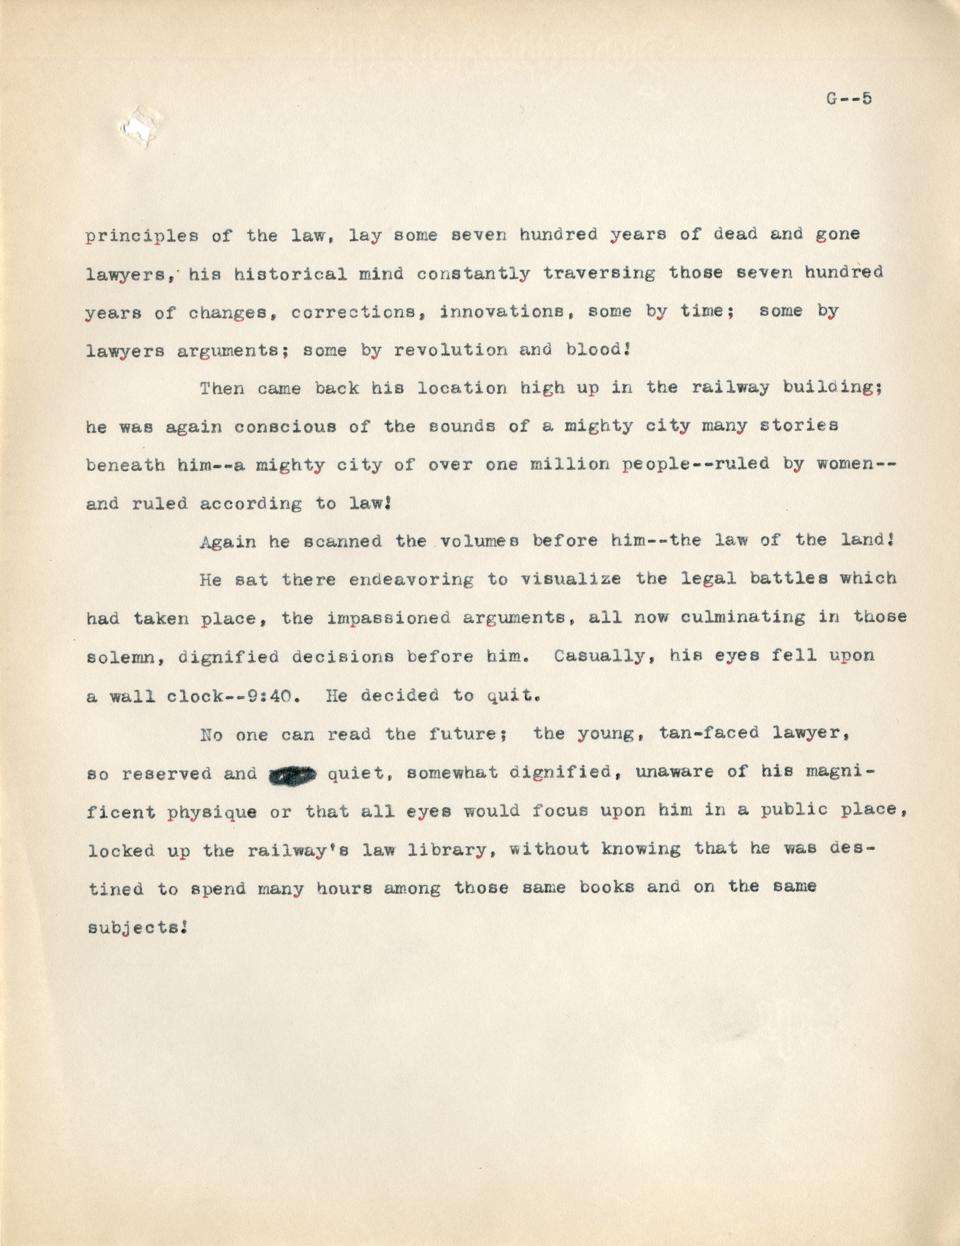 G--5
principles of the law, lay some seven hundred years of dead and gone
lawyers, his historical mind constantly traversing those seven hundred
years of changes, corrections, innovations, some by time;  some by
lawyers arguments; some by revolution and blood!
Then came back his location high up in the railway building;
he was again conscious of the sounds of a mighty city many stories
beneath him--a mighty city of over one million people--ruled by women--
and ruled according to law!
Again he scanned the volumes before him--the law of the land!
He sat there endeavoring to visualize the legal battles which
had taken place, the impassioned arguments, all now culminating in those
solemn, dignified decisions before him.  Casually, his eyes fell upon
a wall clock--9:40.  He decided to quit.
No one can read the future;  the young, tan-faced lawyer,
so reserved and quiet, somewhat dignified, unaware of his magni-
ficent physique or that all eyes would focus upon him in a public place,
locked up the railway's law library, without knowing that he was des-
tined to spend many hours among those same books and on the same
subjects!